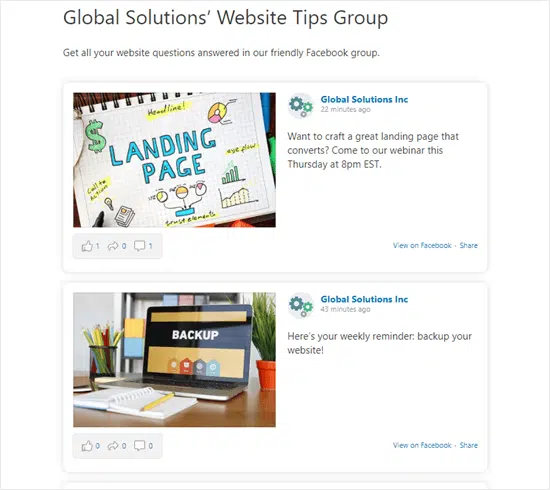 Global Solutions’ Website Tips Group
Get all your website questions answered in our friendly Facebook group.
Headline!
LANDING
PAGE
Call to
Action
trust elements
Global Solutions Inc
22 minutes ago
Want to craft a great landing page that
converts? Come to our webinar this
Thursday at 8pm EST.
1 0 1
View on Facebook · Share
BACKUP
Global Solutions Inc
43 minutes ago
Here's your weekly reminder: backup your
website!
0 0 0
View on Facebook · Share